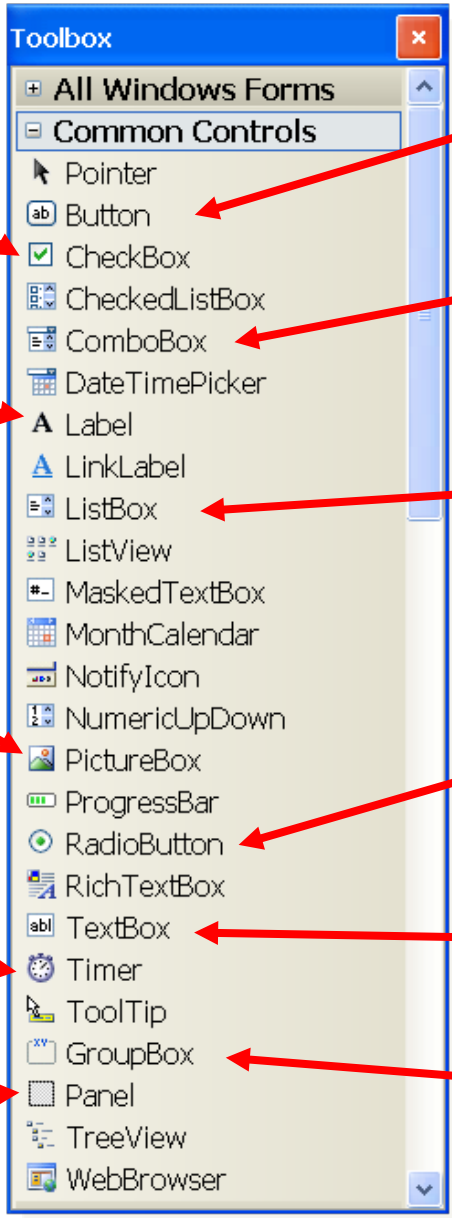 Toolbox
All Windows Forms
Common Controls
Pointer
Button
CheckBox
CheckedListBox
ComboBox
DateTimePicker
Label
LinkLabel
ListBox
ListView
MaskedTextBox
MonthCalendar
NotifyIcon
NumericUpDown
PictureBox
ProgressBar
RadioButton
RichTextBox
TextBox
Timer
ToolTip
GroupBox
Panel
TreeView
WebBrowser